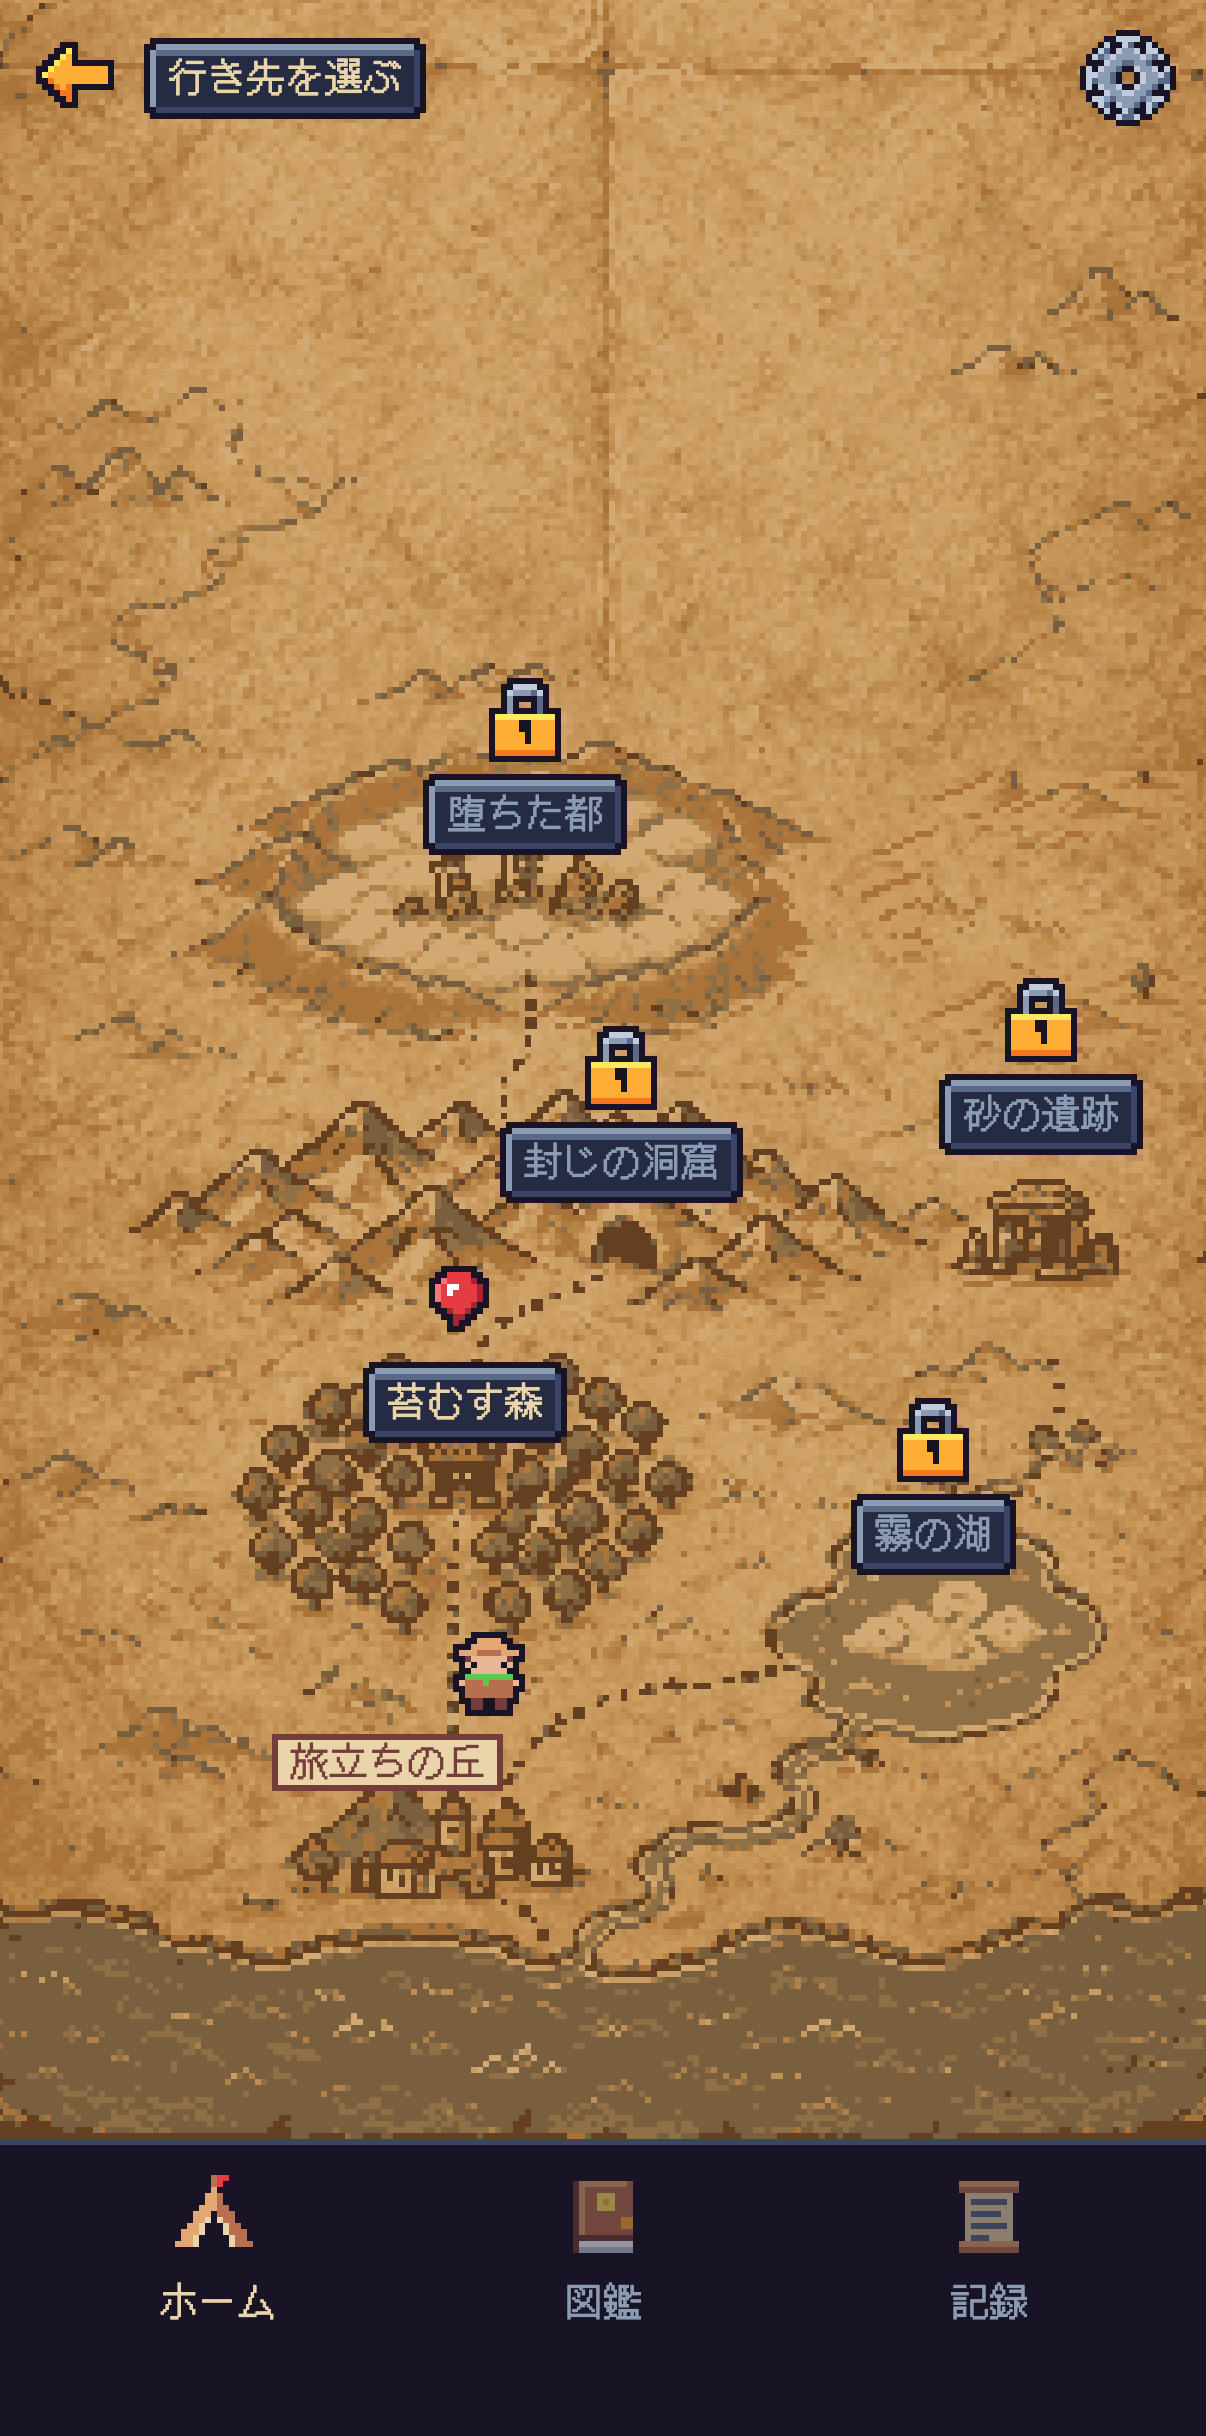 行き先を選ぶ
堕ちた都
砂の遺跡
封じの洞窟
苔むす森
霧の湖
旅立ちの丘
ホーム
図鑑
記録